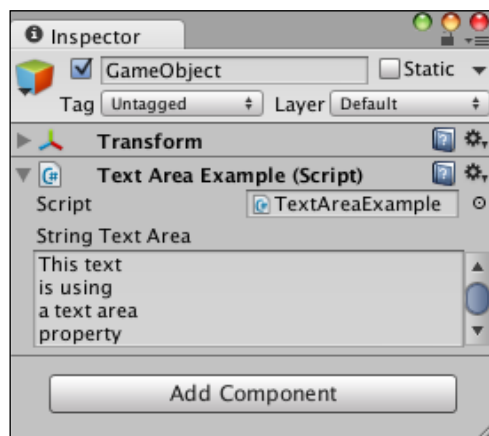 Inspector
GameObject Static
Tag Untagged Layer Default
Transform
Text Area Example (Script)
Script TextAreaExample
String Text Area
This text
is using
a text area
property
Add Component